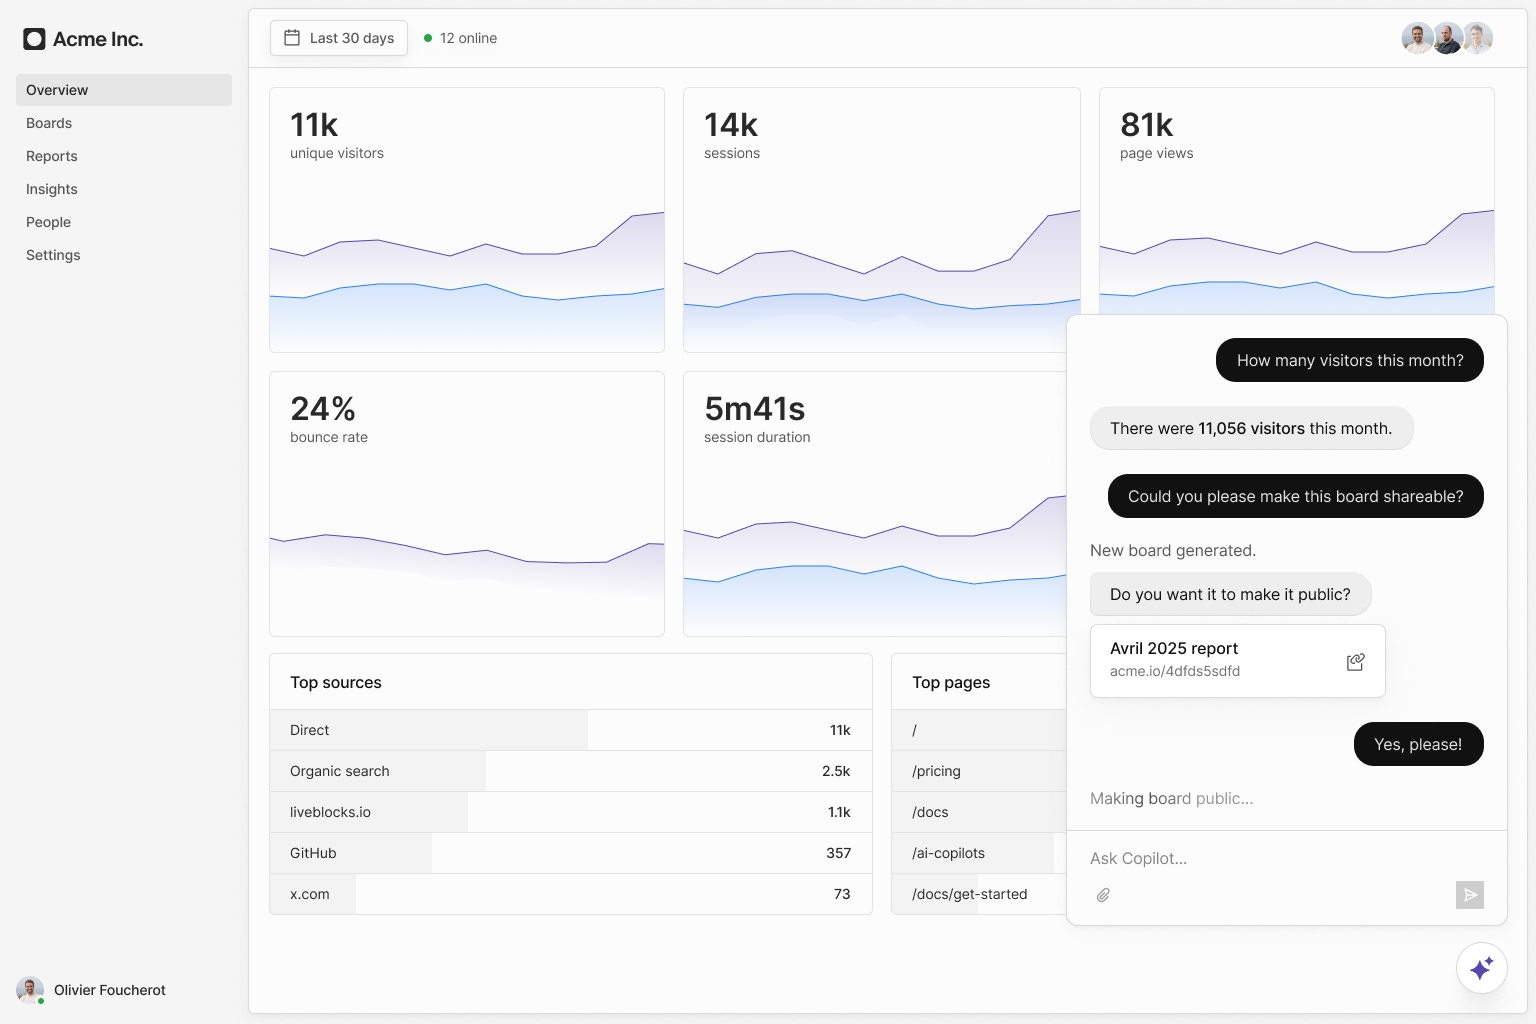 Acme Inc.
Overview
Boards
Reports
Insights
People
Settings
Olivier Foucherot
Last 30 days
12 online
11k
unique visitors
14k
sessions
81k
page views
24%
bounce rate
5m41s
session duration
Top sources
Direct 11k
Organic search 2.5k
liveblocks.io 1.1k
GitHub 357
x.com 73
Top pages
/
/pricing
/docs
/ai-copilots
/docs/get-started
How many visitors this month?
There were 11,056 visitors this month.
Could you please make this board shareable?
New board generated.
Do you want it to make it public?
Avril 2025 report
acme.io/4dfds5sdfd
Yes, please!
Making board public...
Ask Copilot...